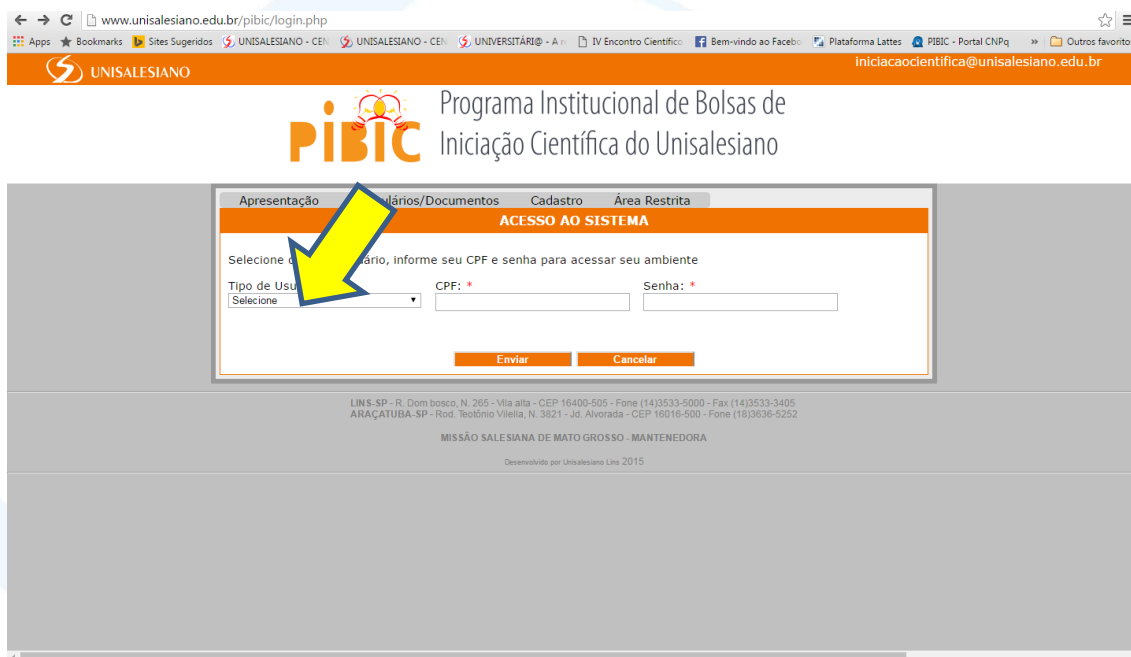 www.unisalesiano.edu.br/pibic/login.php
Apps Bookmarks Sites Sugeridos UNISALESIANO - CEN UNISALESIANO - CEN UNIVERSITÁRI@ - A IV Encontro Científico Bem-vindo ao Facebo Plataforma Lattes PIBIC - Portal CNPq » Outros favorito
UNISALESIANO
iniciacaocientifica@unisalesiano.edu.br
PIBIC
Programa Institucional de Bolsas de
Iniciação Científica do Unisalesiano
Apresentação ulários/Documentos Cadastro Área Restrita
ACESSO AO SISTEMA
Selecione ário, informe seu CPF e senha para acessar seu ambiente
Tipo de Usu CPF: * Senha: *
Selecione
Enviar Cancelar
LINS-SP - R. Dom bosco, N. 265 - Vila alta - CEP 16400-505 - Fone (14)3533-5000 - Fax (14)3533-3405
ARAÇATUBA-SP - Rod. Teotônio Vilella, N. 3821 - Jd. Alvorada - CEP 16016-500 - Fone (18)3636-5252
MISSÃO SALESIANA DE MATO GROSSO - MANTENEDORA
Desenvolvido por Unisalesiano Lins 2015